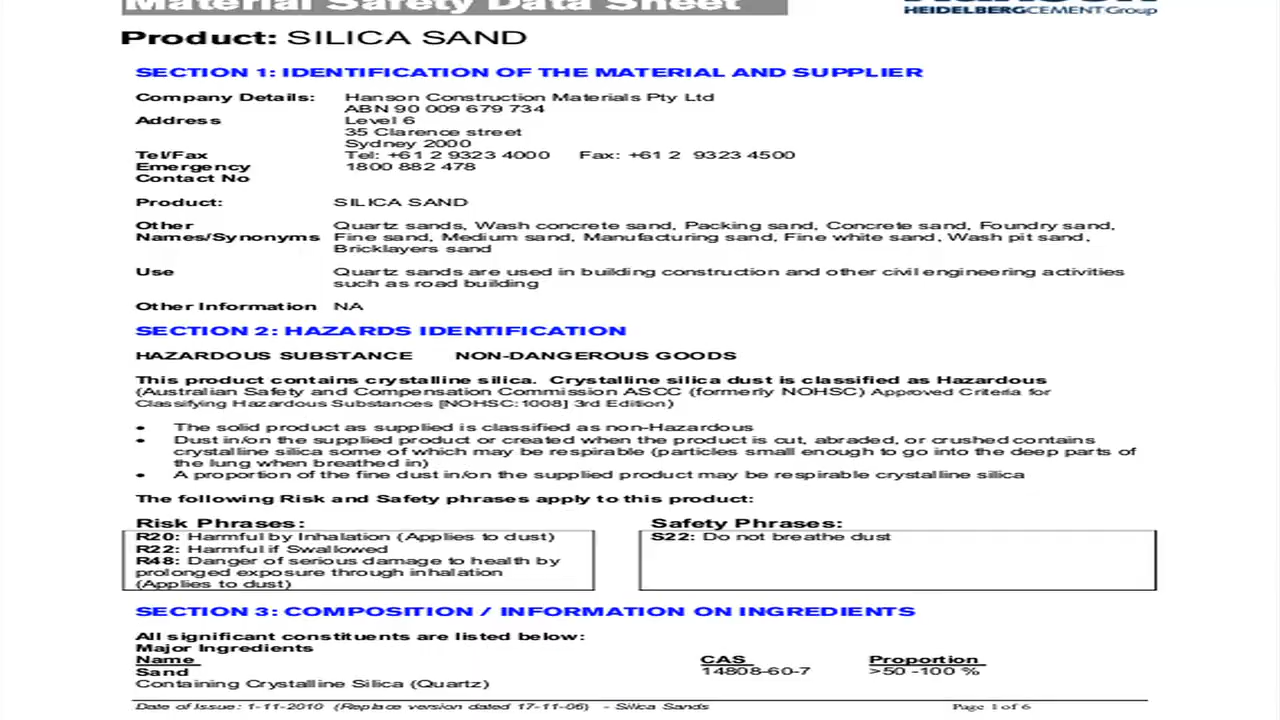 Material Safety Data Sheet
HEIDELBERGCEMENT Group
Product: SILICA SAND
SECTION 1: IDENTIFICATION OF THE MATERIAL AND SUPPLIER
Company Details: Hanson Construction Materials Pty Ltd
ABN 90 009 679 734
Address Level 6
35 Clarence street
Sydney 2000
Tel/Fax Tel: +61 2 9323 4000 Fax: +61 2 9323 4500
Emergency 1800 882 478
Contact No
Product: SILICA SAND
Other Quartz sands, Wash concrete sand, Packing sand, Concrete sand, Foundry sand,
Names/Synonyms Fine sand, Medium sand, Manufacturing sand, Fine white sand, Wash pit sand,
Bricklayers sand
Use Quartz sands are used in building construction and other civil engineering activities
such as road building
Other Information NA
SECTION 2: HAZARDS IDENTIFICATION
HAZARDOUS SUBSTANCE NON-DANGEROUS GOODS
This product contains crystalline silica. Crystalline silica dust is classified as Hazardous
(Australian Safety and Compensation Commission ASCC (formerly NOHSC) Approved Criteria for
Classifying Hazardous Substances [NOHSC:1008] 3rd Edition)
• The solid product as supplied is classified as non-Hazardous
• Dust in/on the supplied product or created when the product is cut, abraded, or crushed contains
crystalline silica some of which may be respirable (particles small enough to go into the deep parts of
the lung when breathed in)
• A proportion of the fine dust in/on the supplied product may be respirable crystalline silica
The following Risk and Safety phrases apply to this product:
Risk Phrases: Safety Phrases:
R20: Harmful by Inhalation (Applies to dust) S22: Do not breathe dust
R22: Harmful if Swallowed
R48: Danger of serious damage to health by
prolonged exposure through inhalation
(Applies to dust)
SECTION 3: COMPOSITION / INFORMATION ON INGREDIENTS
All significant constituents are listed below:
Major Ingredients
Name CAS Proportion
Sand 14808-60-7 >50 -100 %
Containing Crystalline Silica (Quartz)
Date of Issue: 1-11-2010 (Replace version dated 17-11-06) - Silica Sands Page 1 of 6